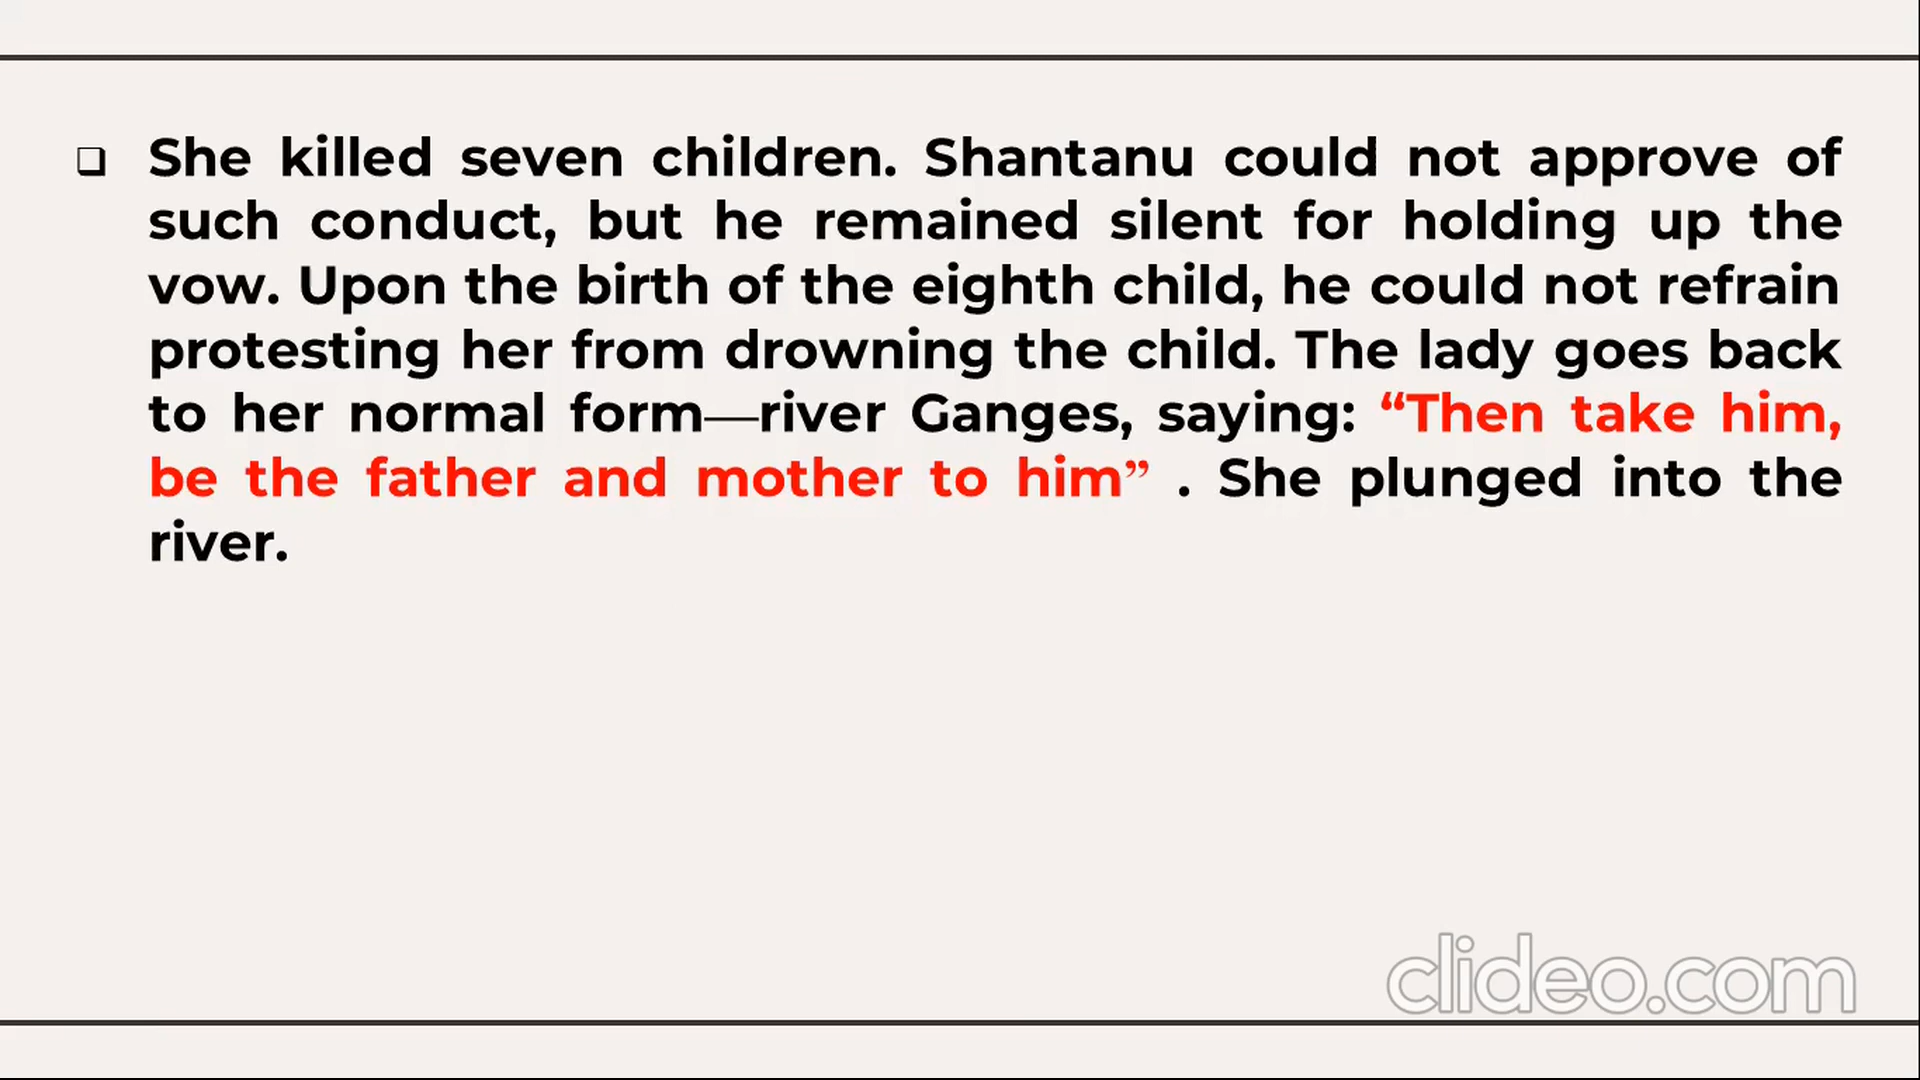 ❑ She killed seven children. Shantanu could not approve of
such conduct, but he remained silent for holding up the
vow. Upon the birth of the eighth child, he could not refrain
protesting her from drowning the child. The lady goes back
to her normal form—river Ganges, saying: “Then take him,
be the father and mother to him” . She plunged into the
river.
clideo.com